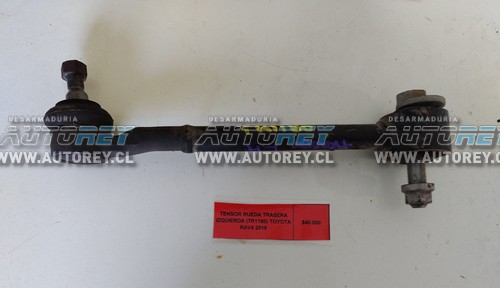 DESARMADURIA DESARMADURIA DESARMADURIA
AUTOREY AUTOREY AUTOREY
WWW.AUTOREY.CL WWW.AUTOREY.CL WWW.AUTOREY.CL
TENSOR RUEDA TRASERA
IZQUIERDA (TR1190) TOYOTA
RAV4 2019
$40.000